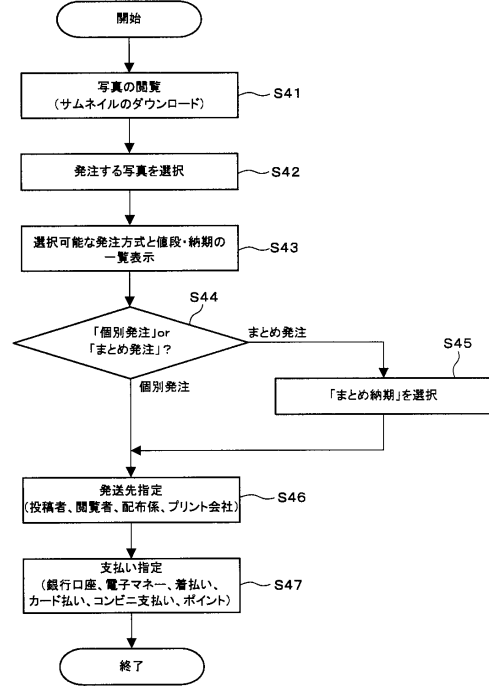 開始
写真の閲覧
(サムネイルのダウンロード)
S41
発注する写真を選択
S42
選択可能な発注方式と値段・納期の
一覧表示
S43
S44
「個別発注」or
「まとめ発注」?
まとめ発注
個別発注
S45
「まとめ納期」を選択
発送先指定
(投稿者、閲覧者、配布係、プリント会社)
S46
支払い指定
(銀行口座、電子マネー、着払い、
カード払い、コンビニ支払い、ポイント)
S47
終了